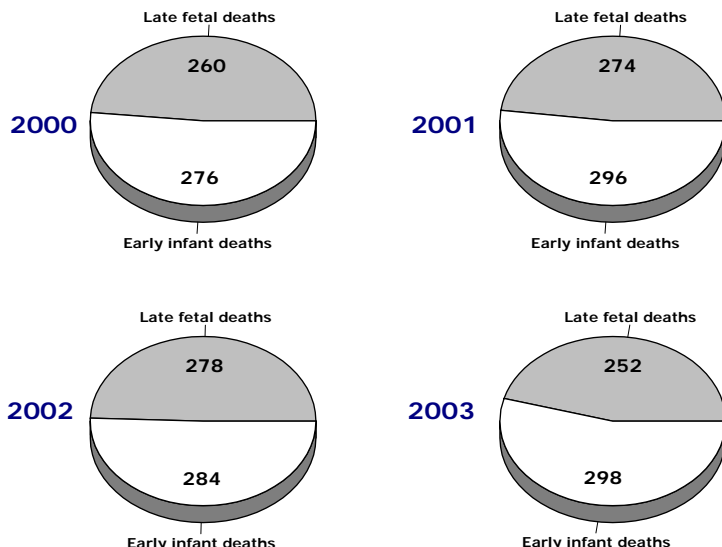 Late fetal deaths
260
2000
276
Early infant deaths
Late fetal deaths
274
2001
296
Early infant deaths
Late fetal deaths
278
2002
284
Early infant deaths
Late fetal deaths
252
2003
298
Early infant deaths